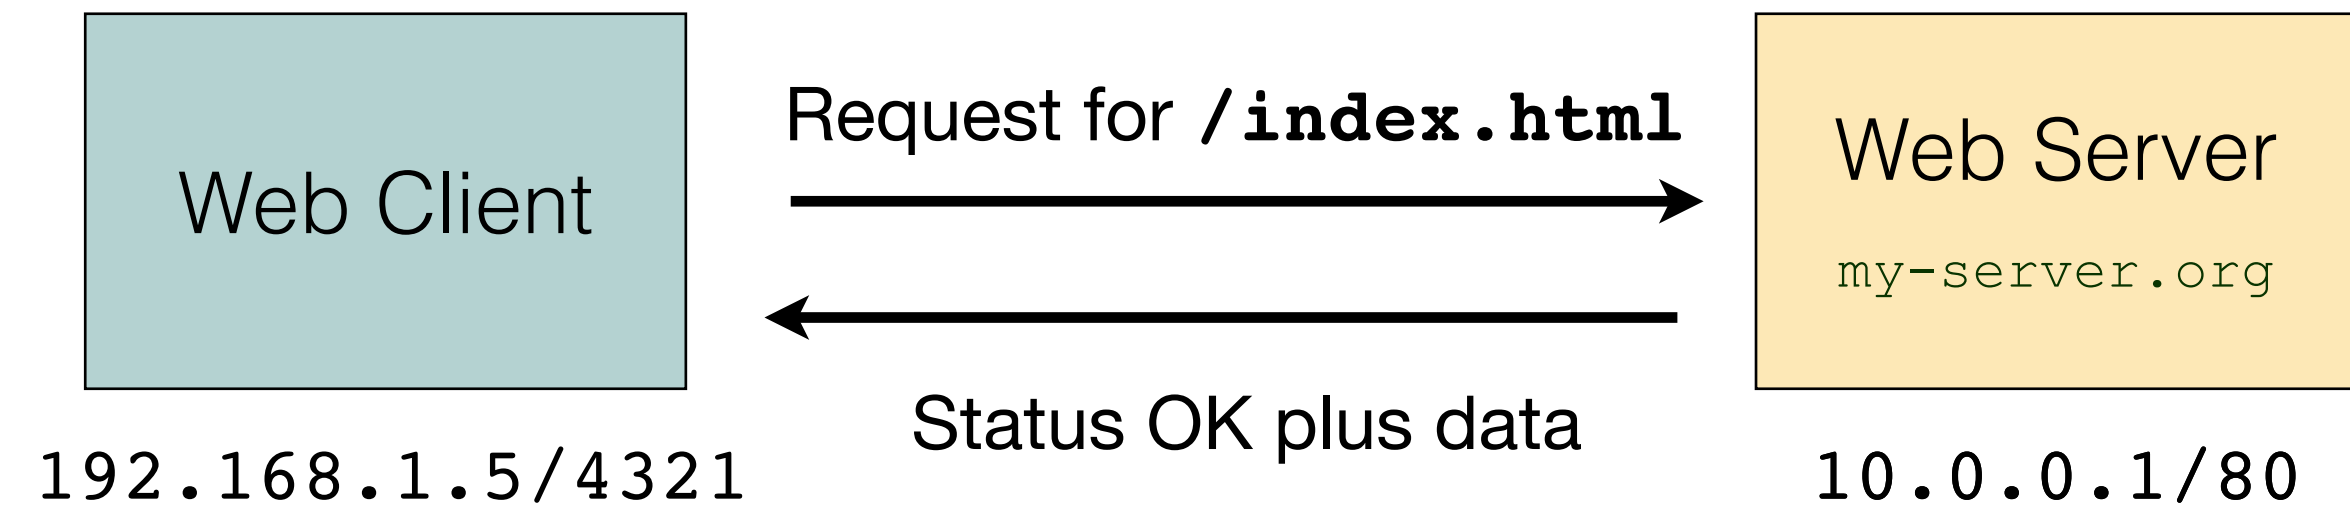 Web Client
192.168.1.5/4321
Request for /index.html
Status OK plus data
Web Server
my-server.org
10.0.0.1/80